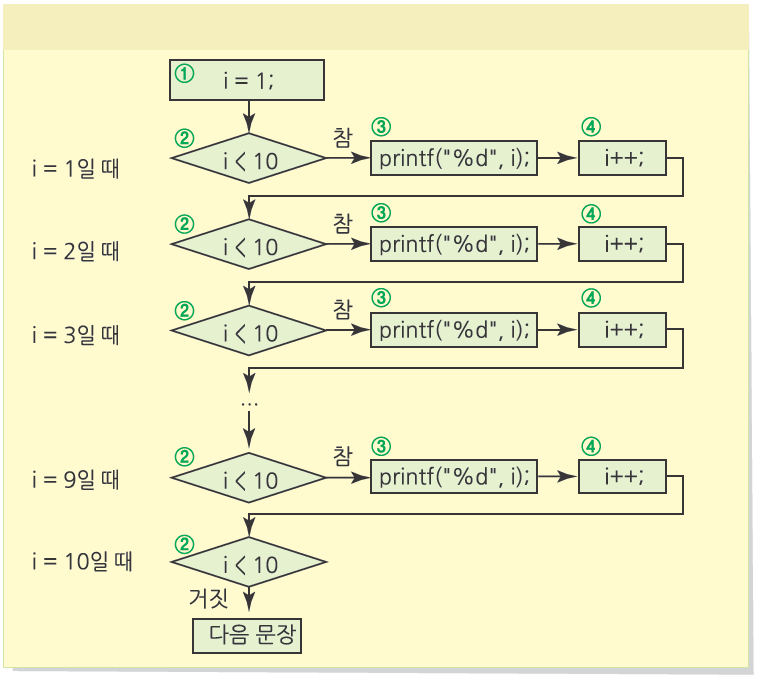 ① i = 1;
i = 1일 때 ② i < 10 참 ③ printf("%d", i); ④ i++;
i = 2일 때 ② i < 10 참 ③ printf("%d", i); ④ i++;
i = 3일 때 ② i < 10 참 ③ printf("%d", i); ④ i++;
...
i = 9일 때 ② i < 10 참 ③ printf("%d", i); ④ i++;
i = 10일 때 ② i < 10
거짓
다음 문장